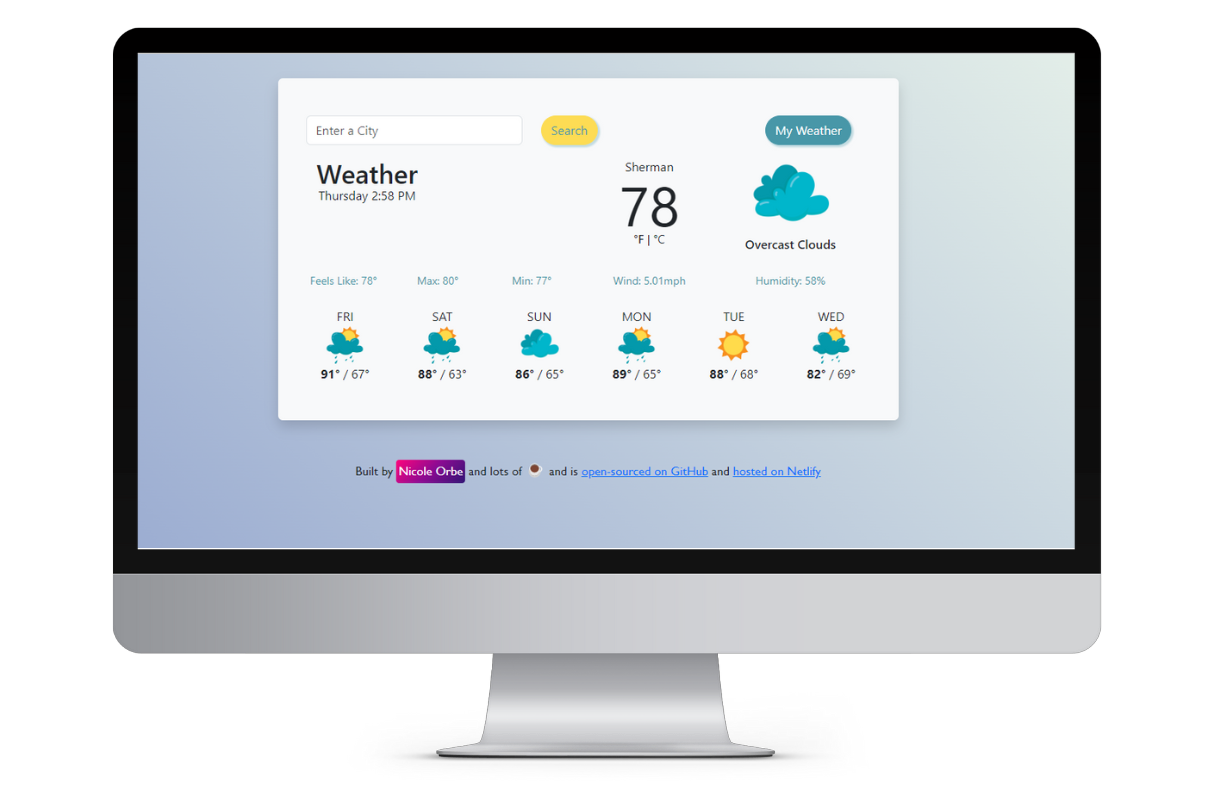 Enter a City Search My Weather
Weather
Thursday 2:58 PM
Sherman
78
°F | °C
Overcast Clouds
Feels Like: 78° Max: 80° Min: 77° Wind: 5.01mph Humidity: 58%
FRI SAT SUN MON TUE WED
91° / 67° 88° / 63° 86° / 65° 89° / 65° 88° / 68° 82° / 69°
Built by Nicole Orbe and lots of ☕ and is open-sourced on GitHub and hosted on Netlify